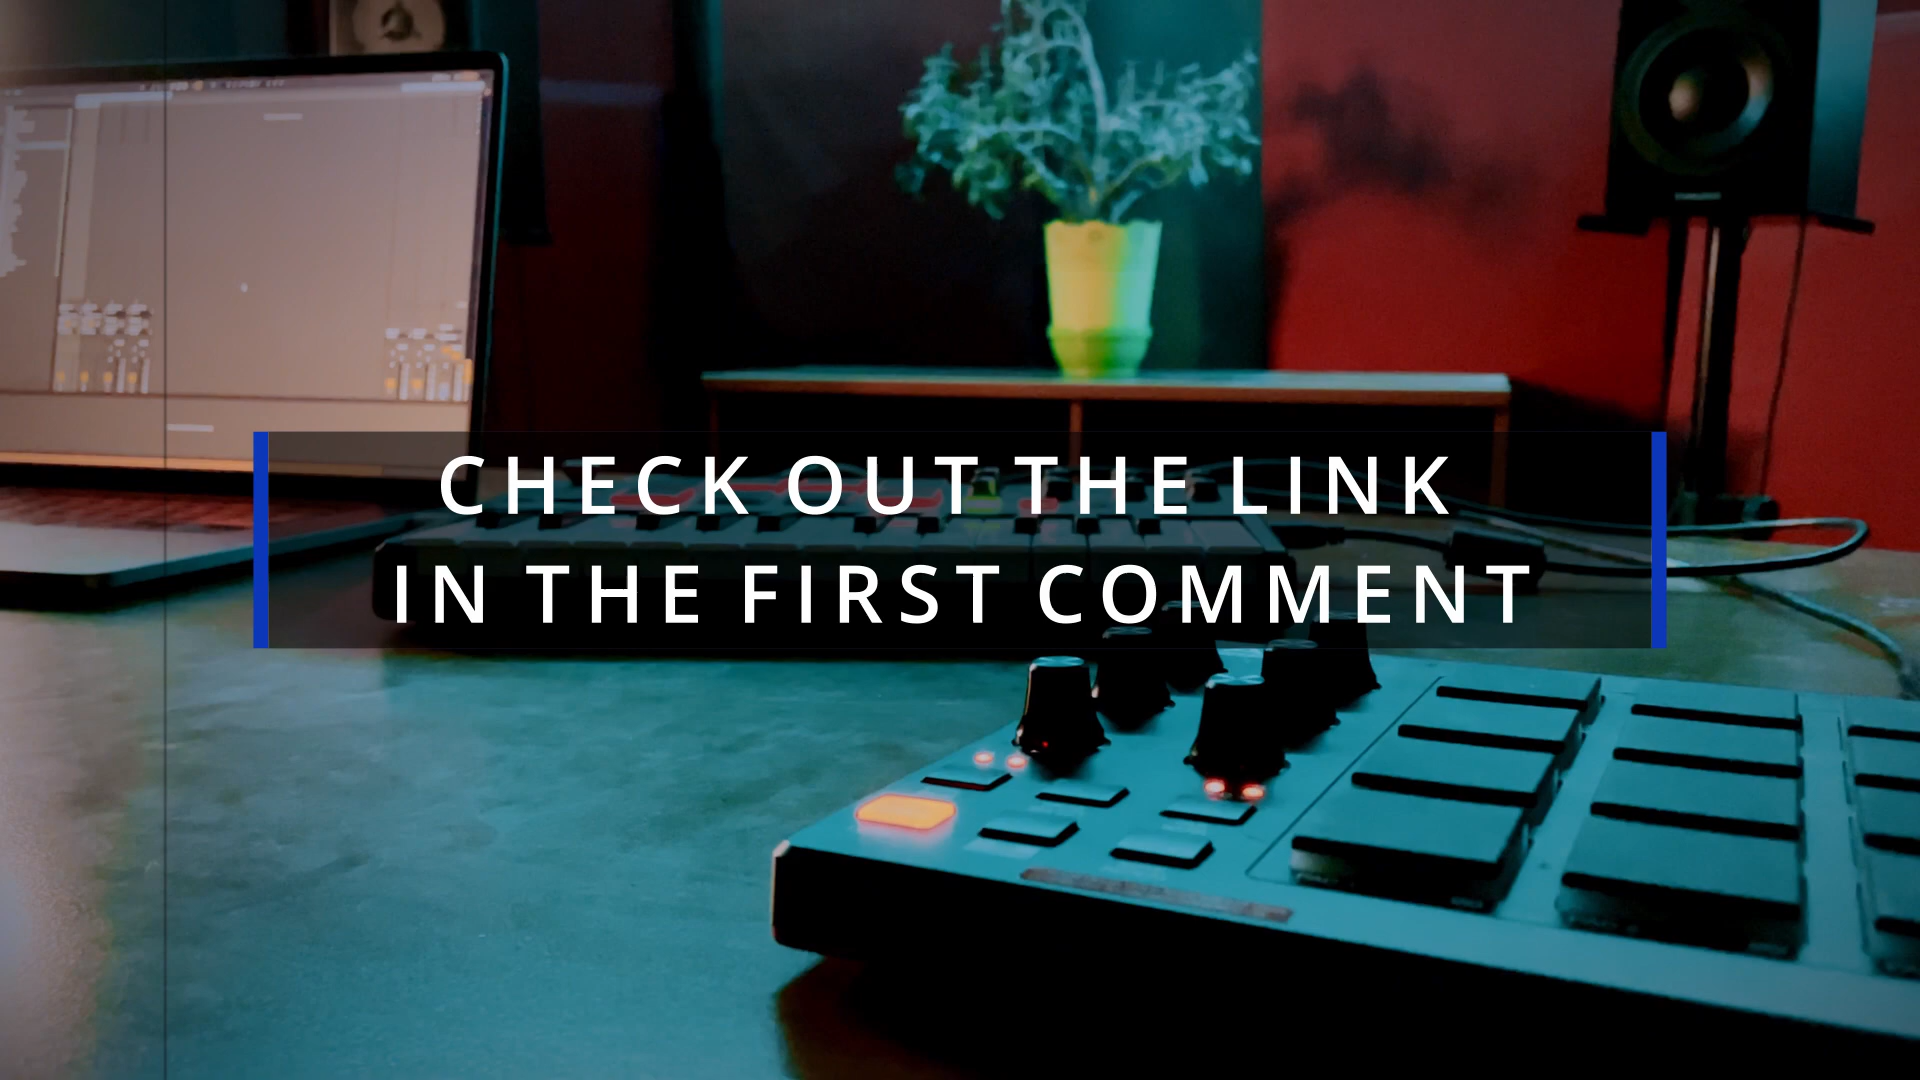 CHECK OUT THE LINK
IN THE FIRST COMMENT